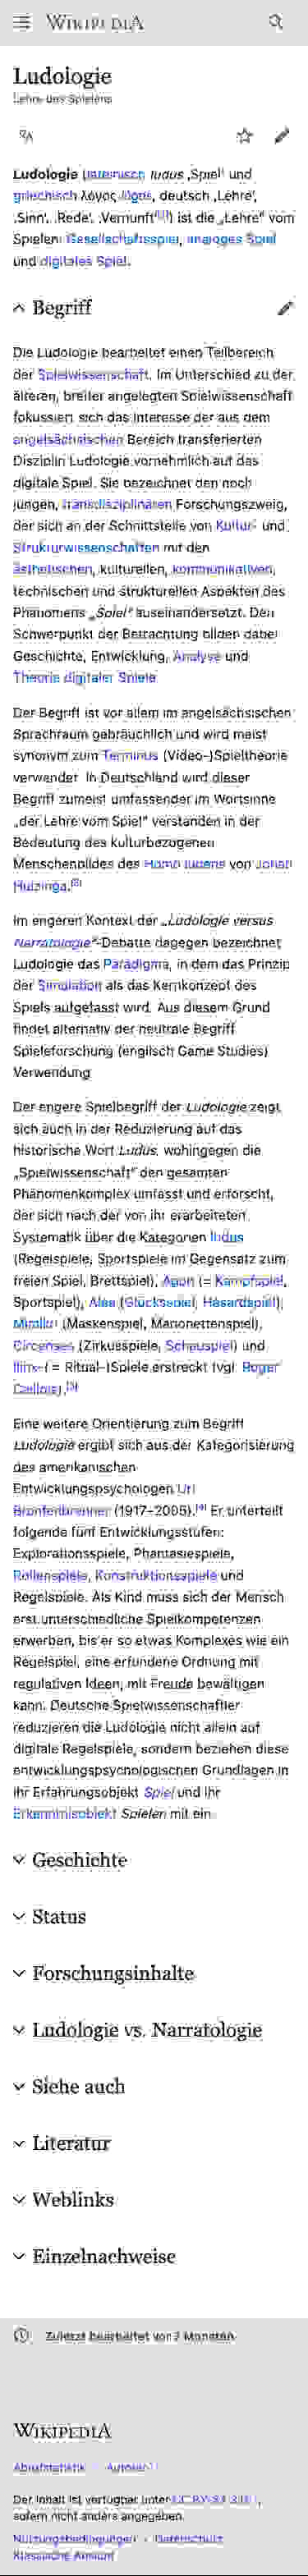 WIKIPEDIA
Ludologie
Lehre des Spielens
Ludologie (lateinisch ludus ‚Spiel' und
griechisch λόγος lógos, deutsch ‚Lehre',
‚Sinn', ‚Rede', ‚Vernunft'[1]) ist die „Lehre“ vom
Spielen: Gesellschaftsspiel, analoges Spiel
und digitales Spiel.
Begriff
Die Ludologie bearbeitet einen Teilbereich
der Spielwissenschaft. Im Unterschied zu der
älteren, breiter angelegten Spielwissenschaft
fokussiert sich das Interesse der aus dem
angelsächsischen Bereich transferierten
Disziplin Ludologie vornehmlich auf das
digitale Spiel. Sie bezeichnet den noch
jungen, transdisziplinären Forschungszweig,
der sich an der Schnittstelle von Kultur- und
Strukturwissenschaften mit den
ästhetischen, kulturellen, kommunikativen,
technischen und strukturellen Aspekten des
Phänomens „Spiel“ auseinandersetzt. Den
Schwerpunkt der Betrachtung bilden dabei
Geschichte, Entwicklung, Analyse und
Theorie digitaler Spiele.
Der Begriff ist vor allem im angelsächsischen
Sprachraum gebräuchlich und wird meist
synonym zum Terminus (Video-)Spieltheorie
verwendet. In Deutschland wird dieser
Begriff zumeist umfassender im Wortsinne
„der Lehre vom Spiel“ verstanden in der
Bedeutung des kulturbezogenen
Menschenbildes des Homo ludens von Johan
Huizinga.[2]
Im engeren Kontext der „Ludologie versus
Narratologie“-Debatte dagegen bezeichnet
Ludologie das Paradigma, in dem das Prinzip
der Simulation als das Kernkonzept des
Spiels aufgefasst wird. Aus diesem Grund
findet alternativ der neutrale Begriff
Spieleforschung (englisch Game Studies)
Verwendung.
Der engere Spielbegriff der Ludologie zeigt
sich auch in der Reduzierung auf das
historische Wort Ludus, wohingegen die
„Spielwissenschaft“ den gesamten
Phänomenkomplex umfasst und erforscht,
der sich nach der von ihr erarbeiteten
Systematik über die Kategorien ludus
(Regelspiele, Sportspiele im Gegensatz zum
freien Spiel, Brettspiel), Agon (= Kampfspiel,
Sportspiel), Alea (Glücksspiel, Hasardspiel),
Mimikry (Maskenspiel, Marionettenspiel),
Circenses (Zirkusspiele, Schauspiel) und
Ilinx (= Ritual-)Spiele erstreckt (vgl. Roger
Caillois).[3]
Eine weitere Orientierung zum Begriff
Ludologie ergibt sich aus der Kategorisierung
des amerikanischen
Entwicklungspsychologen Uri
Bronfenbrenner (1917–2005).[4] Er unterteilt
folgende fünf Entwicklungsstufen:
Explorationsspiele, Phantasiespiele,
Rollenspiele, Konstruktionsspiele und
Regelspiele. Als Kind muss sich der Mensch
erst unterschiedliche Spielkompetenzen
erwerben, bis er so etwas Komplexes wie ein
Regelspiel, eine erfundene Ordnung mit
regulativen Ideen, mit Freude bewältigen
kann. Deutsche Spielwissenschaftler
reduzieren die Ludologie nicht allein auf
digitale Regelspiele, sondern beziehen diese
entwicklungspsychologischen Grundlagen in
ihr Erfahrungsobjekt Spiel und ihr
Erkenntnisobjekt Spielen mit ein.
Geschichte
Status
Forschungsinhalte
Ludologie vs. Narratologie
Siehe auch
Literatur
Weblinks
Einzelnachweise
Zuletzt bearbeitet vor 7 Monaten
WIKIPEDIA
Abrufstatistik Autoren
Der Inhalt ist verfügbar unter CC BY-SA 3.0,
sofern nicht anders angegeben.
Nutzungsbedingungen Datenschutz
Klassische Ansicht